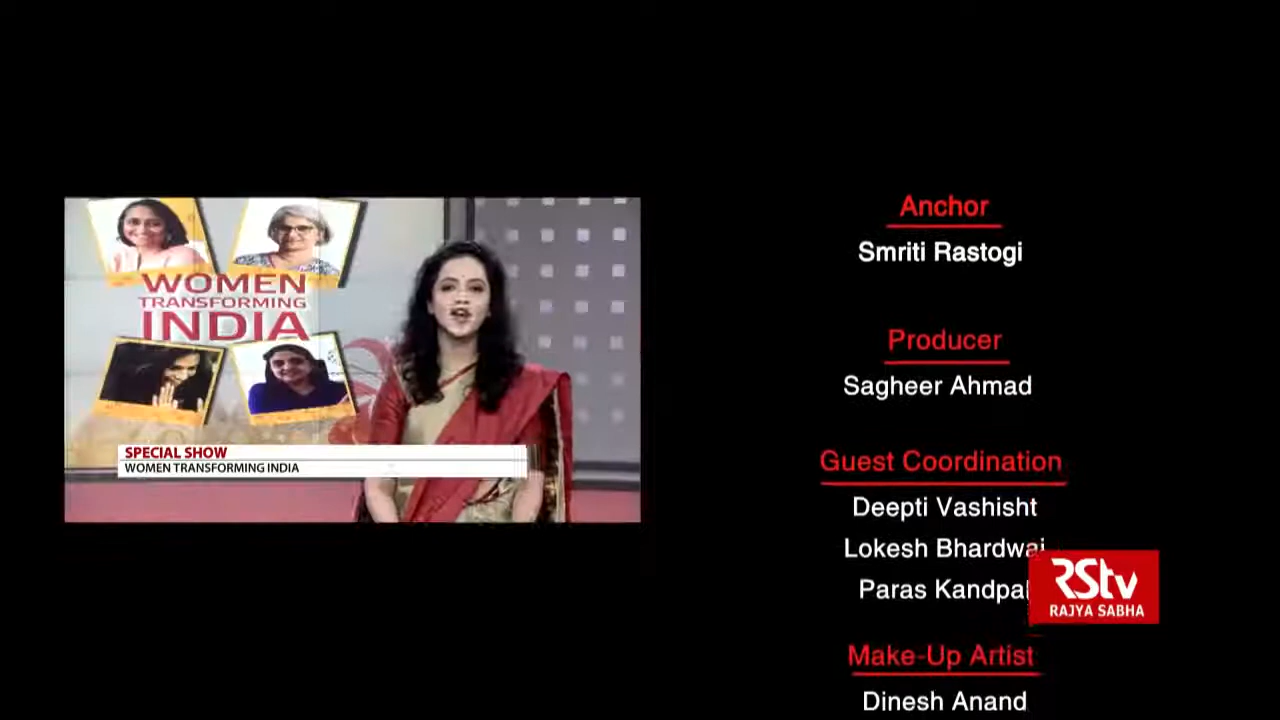 WOMEN
TRANSFORMING
INDIA
SPECIAL SHOW
WOMEN TRANSFORMING INDIA
Anchor
Smriti Rastogi
Producer
Sagheer Ahmad
Guest Coordination
Deepti Vashisht
Lokesh Bhardwaj
Paras Kandpal
RStv
RAJYA SABHA
Make-Up Artist
Dinesh Anand